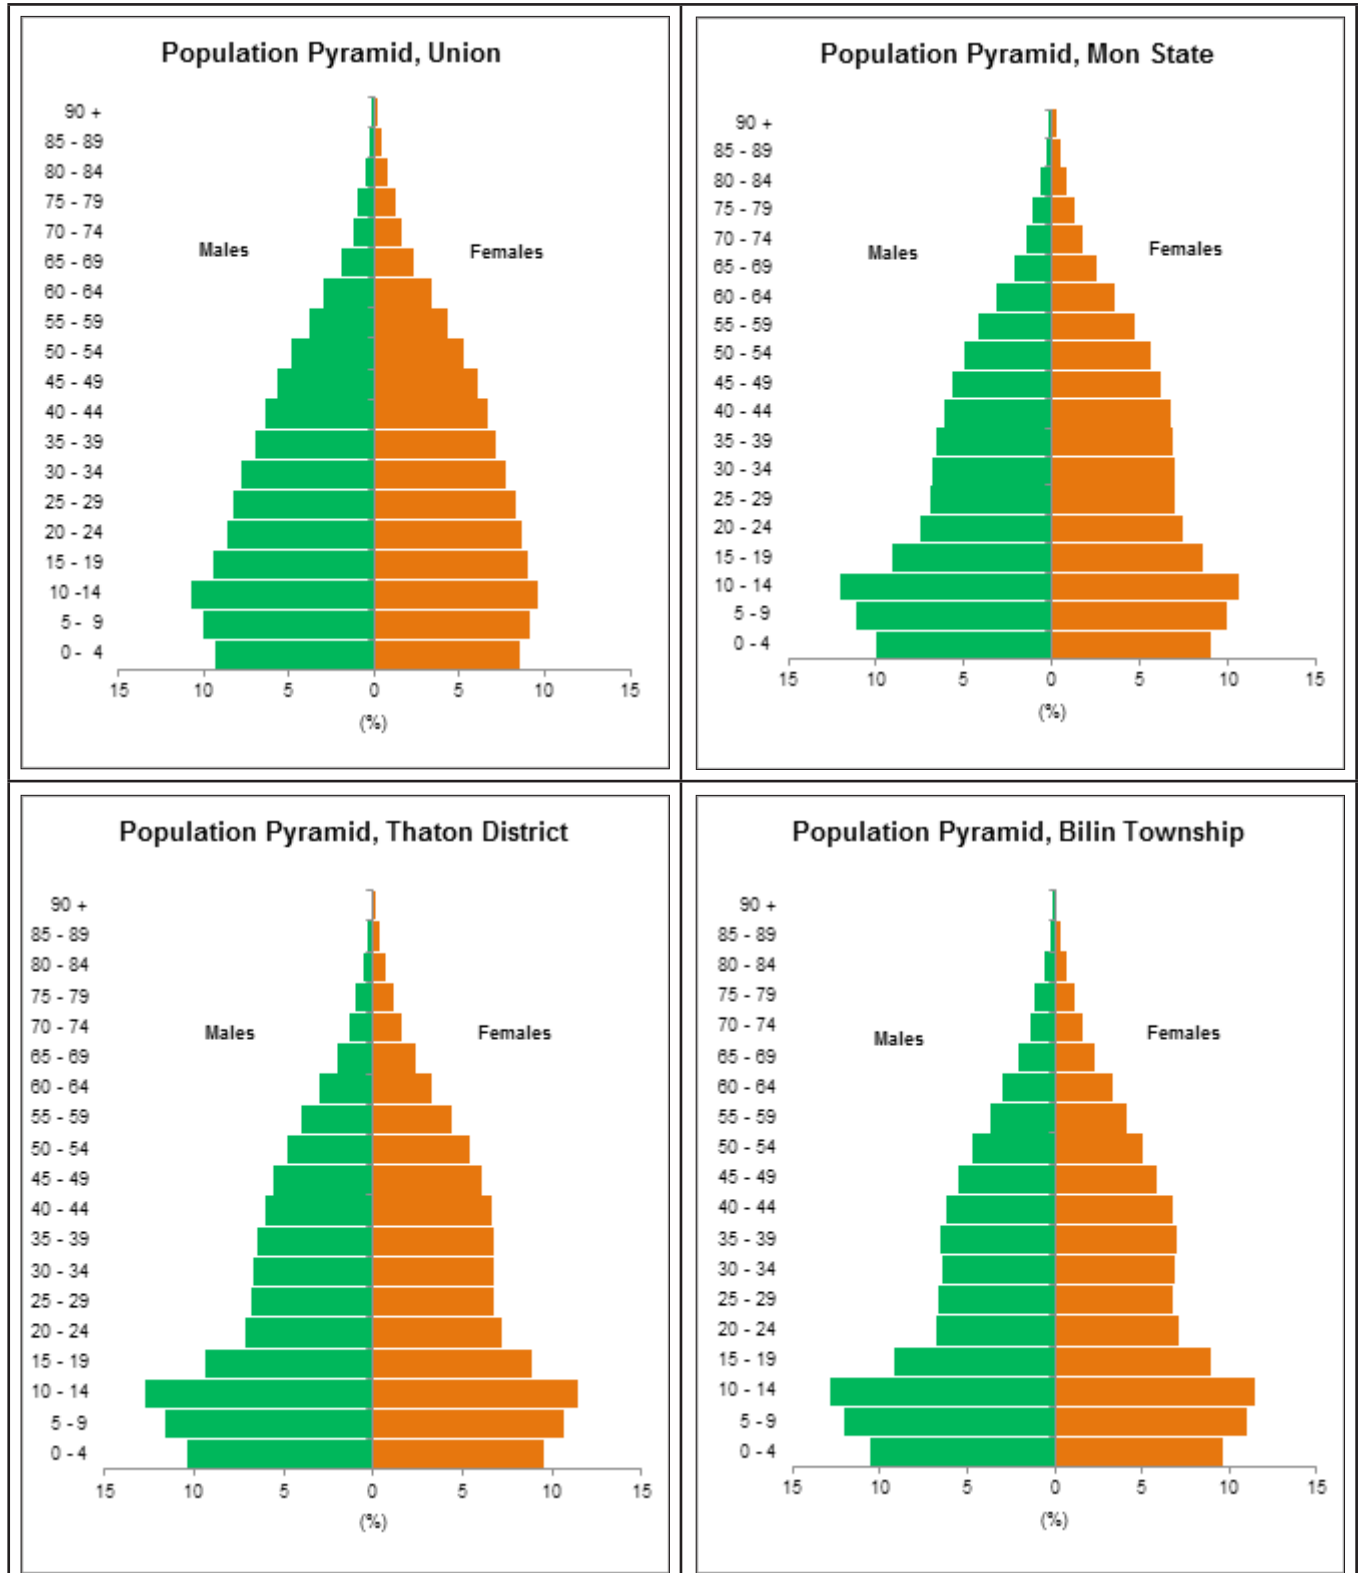 Population Pyramid, Union
90 +
85 - 89
80 - 84
75 - 79
70 - 74
65 - 69
60 - 64
55 - 59
50 - 54
45 - 49
40 - 44
35 - 39
30 - 34
25 - 29
20 - 24
15 - 19
10 -14
5 - 9
0 - 4
Males
Females
15 10 5 0 5 10 15
(%)
Population Pyramid, Mon State
90 +
85 - 89
80 - 84
75 - 79
70 - 74
65 - 69
60 - 64
55 - 59
50 - 54
45 - 49
40 - 44
35 - 39
30 - 34
25 - 29
20 - 24
15 - 19
10 - 14
5 - 9
0 - 4
Males
Females
15 10 5 0 5 10 15
(%)
Population Pyramid, Thaton District
90 +
85 - 89
80 - 84
75 - 79
70 - 74
65 - 69
60 - 64
55 - 59
50 - 54
45 - 49
40 - 44
35 - 39
30 - 34
25 - 29
20 - 24
15 - 19
10 - 14
5 - 9
0 - 4
Males
Females
15 10 5 0 5 10 15
(%)
Population Pyramid, Bilin Township
90 +
85 - 89
80 - 84
75 - 79
70 - 74
65 - 69
60 - 64
55 - 59
50 - 54
45 - 49
40 - 44
35 - 39
30 - 34
25 - 29
20 - 24
15 - 19
10 - 14
5 - 9
0 - 4
Males
Females
15 10 5 0 5 10 15
(%)